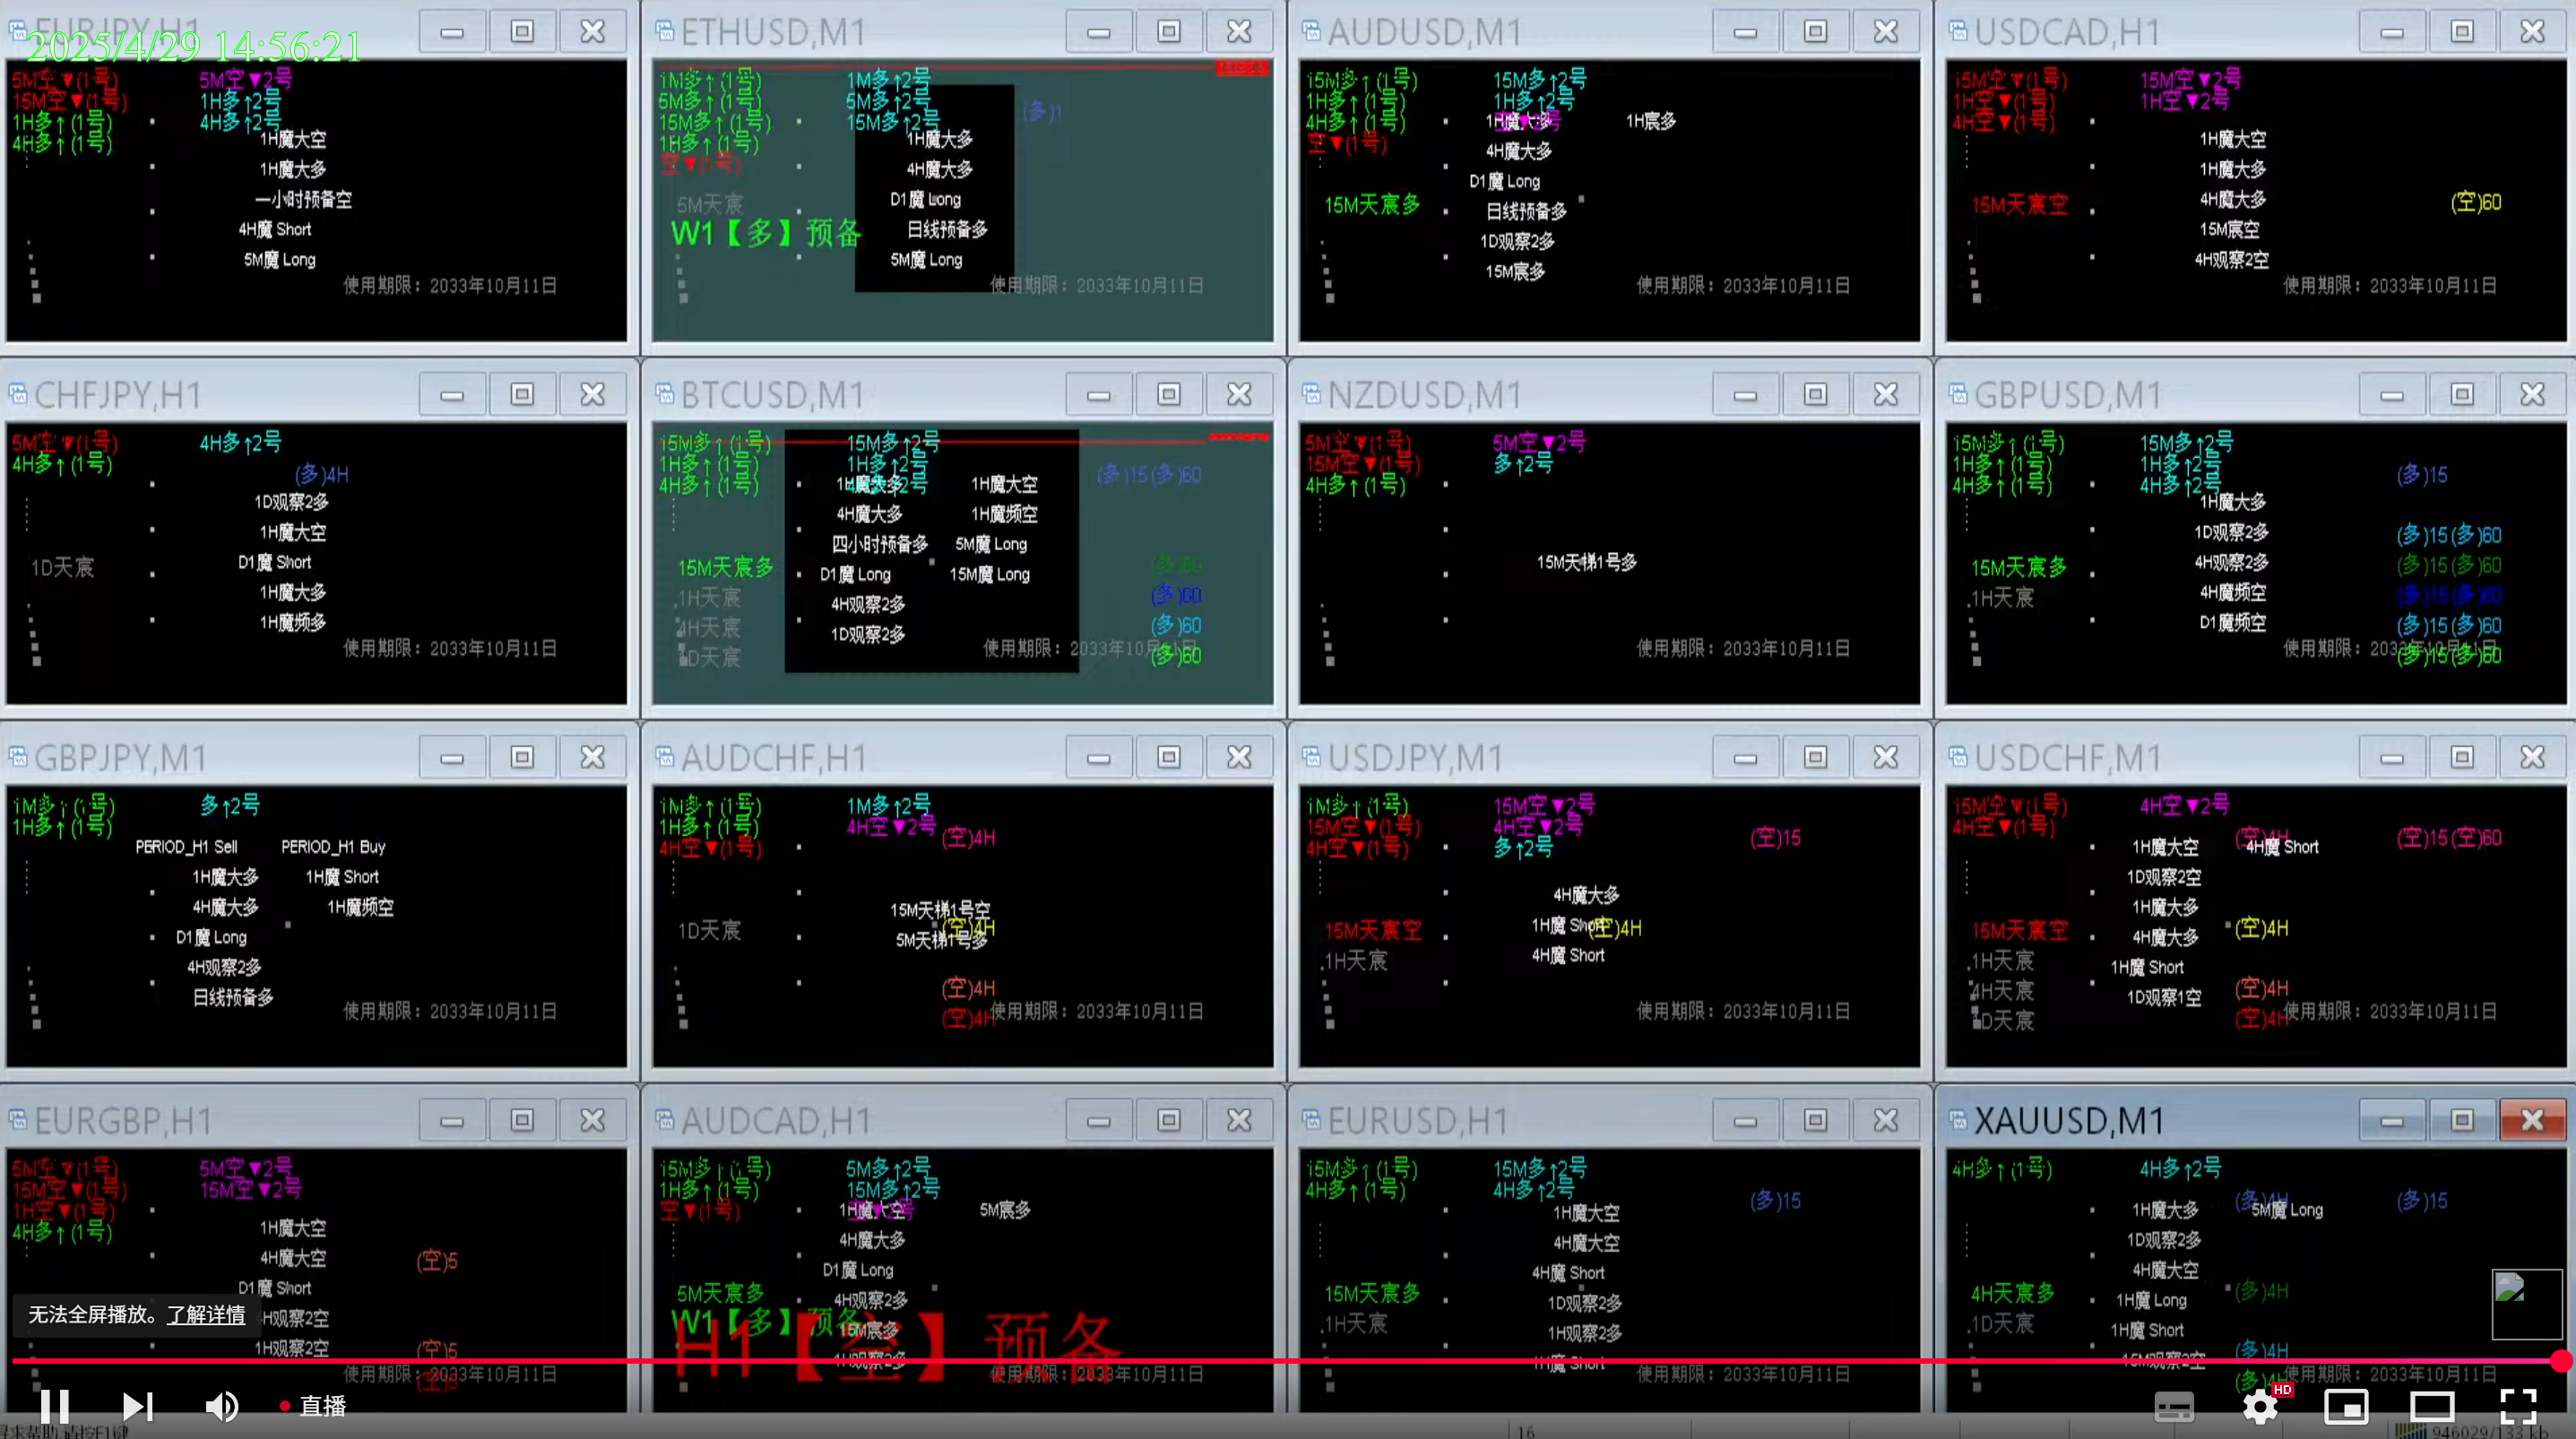 2025/4/29 14:56:21
EURJPY,H1
5M空▼(1号)
15M空▼(1号)
1H多↑(1号)
4H多↑(1号)
5M空▼2号
1H多↑2号
4H多↑2号
1H魔大空
1H魔大多
一小时预备空
4H魔 Short
5M魔 Long
使用期限：2033年10月11日
ETHUSD,M1
1M多↑(1号)
5M多↑(1号)
15M多↑(1号)
1H多↑(1号)
空▼(1号)
1M多↑2号
5M多↑2号
15M多↑2号
(多)1
1H魔大多
4H魔大多
D1魔 Long
日线预备多
5M魔 Long
5M天宸
W1【多】预备
使用期限：2033年10月11日
AUDUSD,M1
15M多↑(1号)
1H多↑(1号)
4H多↑(1号)
空▼(1号)
15M多↑2号
1H多↑2号
1H魔大多
1H宸多
4H魔大多
D1魔 Long
日线预备多
1D观察2多
15M宸多
15M天宸多
使用期限：2033年10月11日
USDCAD,H1
15M空▼(1号)
1H空▼(1号)
4H空▼(1号)
15M空▼2号
1H空▼2号
1H魔大空
1H魔大多
4H魔大多
15M宸空
4H观察2空
15M天宸空
(空)60
使用期限：2033年10月11日
CHFJPY,H1
5M空▼(1号)
4H多↑(1号)
4H多↑2号
(多)4H
1D观察2多
1H魔大空
D1魔 Short
1H魔大多
1H魔频多
1D天宸
使用期限：2033年10月11日
BTCUSD,M1
15M多↑(1号)
1H多↑(1号)
4H多↑(1号)
15M多↑2号
1H多↑2号
4H多↑2号
(多)15(多)60
1H魔大多
4H魔大多
四小时预备多
D1魔 Long
4H观察2多
1D观察2多
1H魔大空
1H魔频空
5M魔 Long
15M魔 Long
15M天宸多
1H天宸
4H天宸
1D天宸
(多)60
(多)60
(多)60
(多)60
使用期限：2033年10月11日
NZDUSD,M1
5M空▼(1号)
15M空▼(1号)
4H多↑(1号)
5M空▼2号
多↑2号
15M天梯1号多
使用期限：2033年10月11日
GBPUSD,M1
15M多↑(1号)
1H多↑(1号)
4H多↑(1号)
15M多↑2号
1H多↑2号
4H多↑2号
1H魔大多
1D观察2多
4H观察2多
4H魔频空
D1魔频空
15M天宸多
1H天宸
(多)15
(多)15(多)60
(多)15(多)60
(多)15(多)60
(多)15(多)60
(多)15(多)60
使用期限：2033年10月11日
GBPJPY,M1
1M多↑(1号)
1H多↑(1号)
多↑2号
PERIOD_H1 Sell
PERIOD_H1 Buy
1H魔大多
4H魔大多
D1魔 Long
4H观察2多
日线预备多
1H魔 Short
1H魔频空
使用期限：2033年10月11日
AUDCHF,H1
1M多↑(1号)
1H多↑(1号)
4H空▼(1号)
1M多↑2号
4H空▼2号
(空)4H
15M天梯1号空
(空)4H
5M天梯1号多
1D天宸
(空)4H
(空)4H
使用期限：2033年10月11日
USDJPY,M1
1M多↑(1号)
15M空▼(1号)
4H空▼(1号)
15M空▼2号
4H空▼2号
多↑2号
(空)15
4H魔大多
1H魔 Short
(空)4H
4H魔 Short
15M天宸空
1H天宸
使用期限：2033年10月11日
USDCHF,M1
15M空▼(1号)
4H空▼(1号)
4H空▼2号
(空)4H
(空)15(空)60
1H魔大空
4H魔 Short
1D观察2空
1H魔大多
4H魔大多
1H魔 Short
1D观察1空
15M天宸空
1H天宸
4H天宸
1D天宸
(空)4H
(空)4H
(空)4H
使用期限：2033年10月11日
EURGBP,H1
5M空▼(1号)
15M空▼(1号)
1H空▼(1号)
4H多↑(1号)
5M空▼2号
15M空▼2号
1H魔大空
4H魔大空
D1魔 Short
4H观察2空
1H观察2空
(空)5
(空)5
(空)5
使用期限：2033年10月11日
AUDCAD,H1
15M多↑(1号)
1H多↑(1号)
空▼(1号)
5M多↑2号
15M多↑2号
1H魔大空
5M宸多
4H魔大多
D1魔 Long
4H观察2多
15M宸多
1H观察2多
5M天宸多
W1【多】预备
H1【空】预备
使用期限：2033年10月11日
EURUSD,H1
15M多↑(1号)
4H多↑(1号)
15M多↑2号
4H多↑2号
(多)15
1H魔大空
4H魔大空
4H魔 Short
1D观察2多
1H观察2多
1H魔 Short
15M天宸多
1H天宸
使用期限：2033年10月11日
XAUUSD,M1
4H多↑(1号)
4H多↑2号
(多)4H
(多)15
1H魔大多
5M魔 Long
1D观察2多
4H魔大空
1H魔 Long
1H魔 Short
15M观察2空
4H天宸多
1D天宸
(多)4H
(多)4H
(多)4H
使用期限：2033年10月11日
无法全屏播放。了解详情
直播
HD
16
946029/133 kb